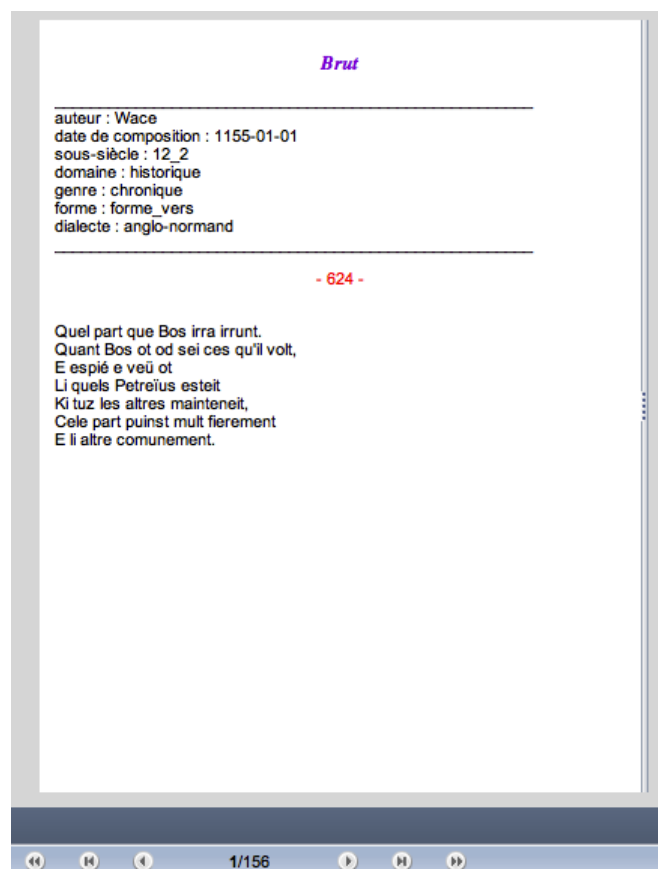 Brut
auteur : Wace
date de composition : 1155-01-01
sous-siècle : 12_2
domaine : historique
genre : chronique
forme : forme_vers
dialecte : anglo-normand
- 624 -
Quel part que Bos irra irrunt.
Quant Bos ot od sei ces qu'il volt,
E espié e veü ot
Li quels Petreïus esteit
Ki tuz les altres mainteneit,
Cele part puinst mult fierement
E li altre comunement.
1/156